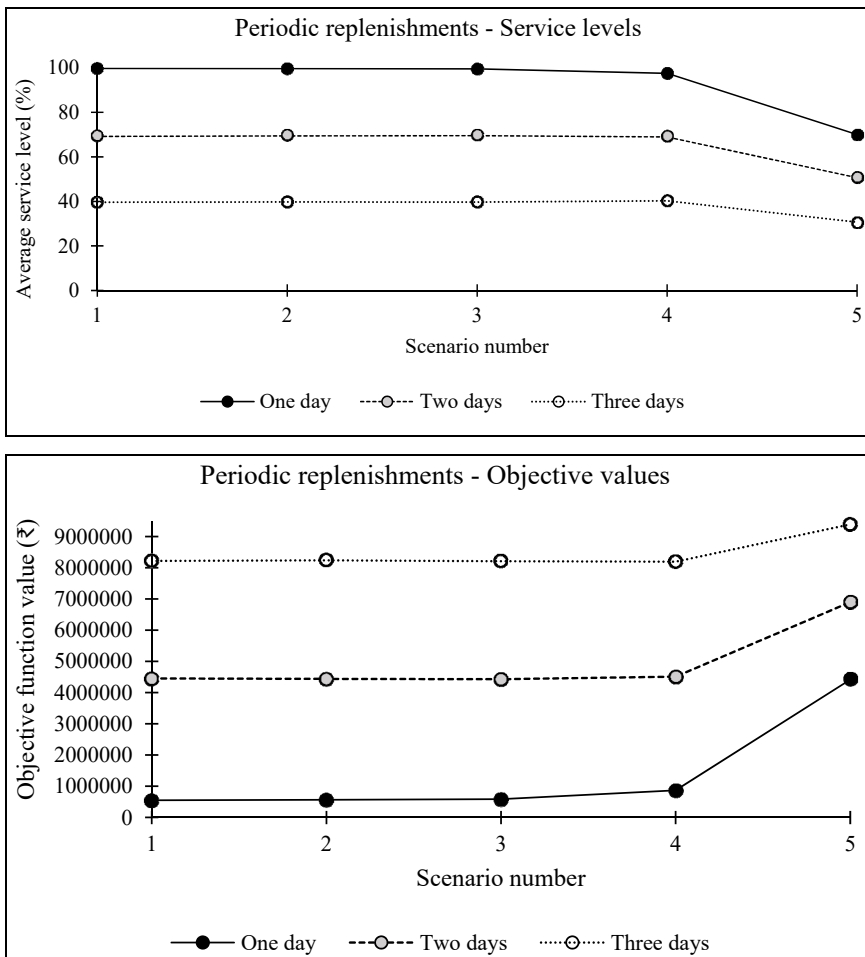 Periodic replenishments - Service levels
Average service level (%)
100
80
60
40
20
0
1 2 3 4 5
Scenario number
One day Two days Three days
Periodic replenishments - Objective values
Objective function value (₹)
9000000
8000000
7000000
6000000
5000000
4000000
3000000
2000000
1000000
0
1 2 3 4 5
Scenario number
One day Two days Three days